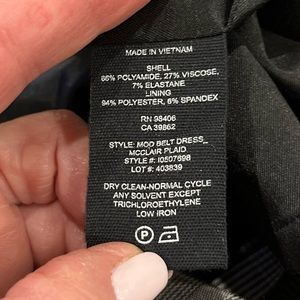 MADE IN VIETNAM
SHELL
66% POLYAMIDE, 27% VISCOSE,
7% ELASTANE
LINING
94% POLYESTER, 6% SPANDEX
RN 98406
CA 39862
STYLE: MOD BELT DRESS_
MCCLAIR PLAID
STYLE #: I0507698
LOT #: 403839
DRY CLEAN-NORMAL CYCLE
ANY SOLVENT EXCEPT
TRICHLOROETHYLENE
LOW IRON
P